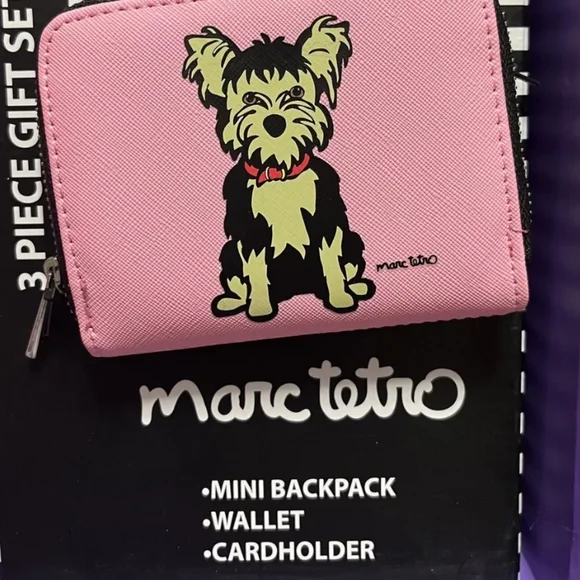 3 PIECE GIFT SET
marc tetro
marc tetro
•MINI BACKPACK
•WALLET
•CARDHOLDER